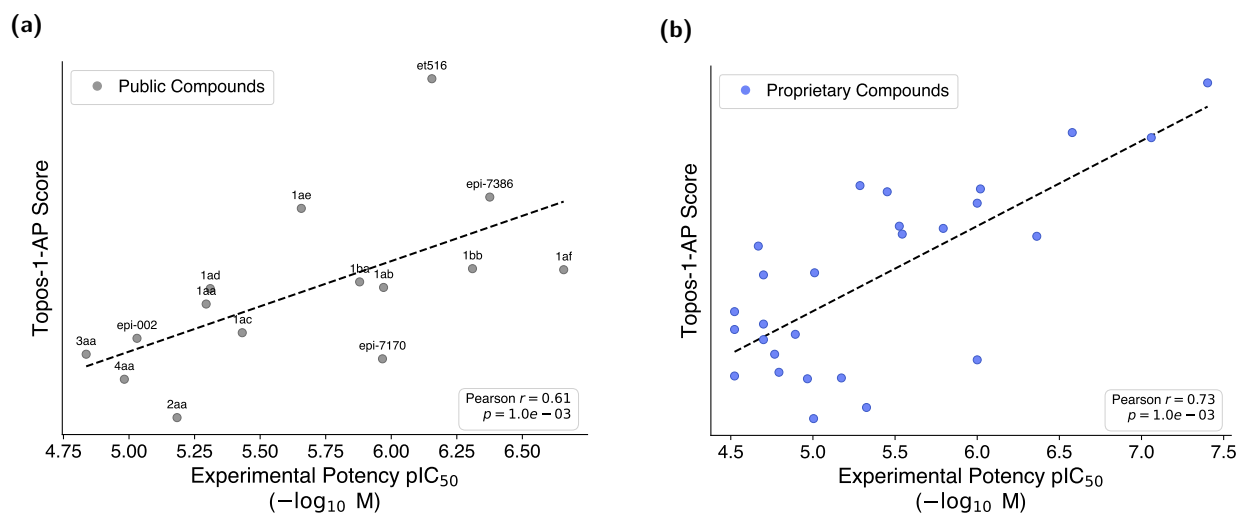 (a)
Public Compounds
et516
epi-7386
1ae
1bb
1af
1ba
1ab
1ad
1aa
epi-002
1ac
3aa
epi-7170
4aa
2aa
Topos-1-AP Score
Pearson r = 0.61
p = 1.0e − 03
4.75 5.00 5.25 5.50 5.75 6.00 6.25 6.50
Experimental Potency pIC₅₀
(−log₁₀ M)
(b)
Proprietary Compounds
Topos-1-AP Score
Pearson r = 0.73
p = 1.0e − 03
4.5 5.0 5.5 6.0 6.5 7.0 7.5
Experimental Potency pIC₅₀
(−log₁₀ M)